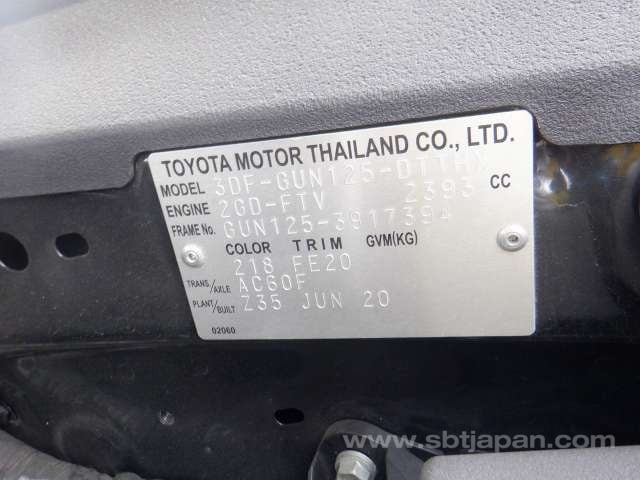 TOYOTA MOTOR THAILAND CO., LTD.
MODEL 3DF-GUN125-DTTHX
ENGINE 2GD-FTV 2393 CC
FRAME No. GUN125-3917394
COLOR TRIM GVM(KG)
218 FE20
TRANS/AXLE AC60F
PLANT/BUILT Z35 JUN 20
02060
www.sbtjapan.com